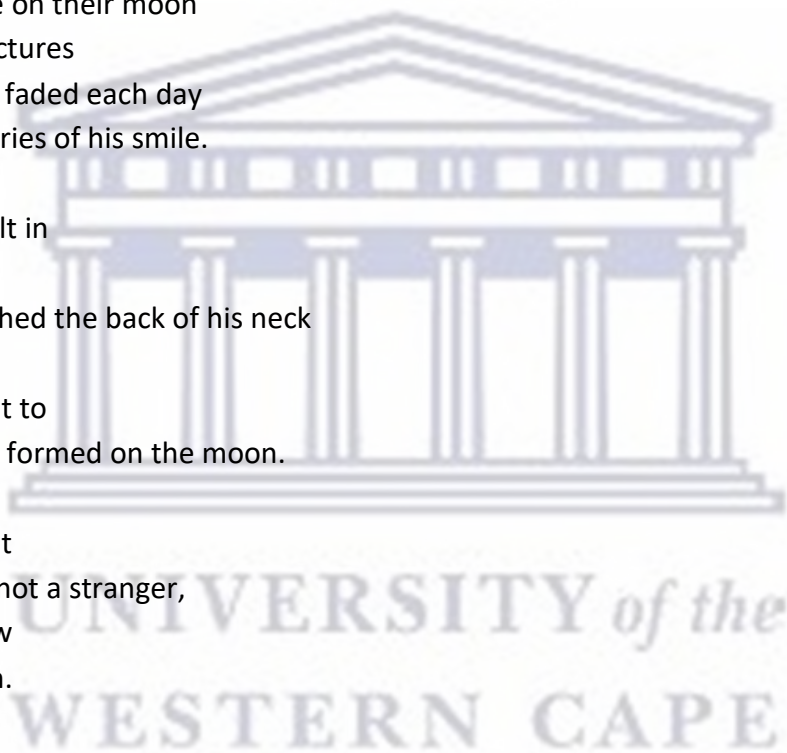 on their moon
ctures
faded each day
ries of his smile.
lt in
hed the back of his neck
t to
formed on the moon.
t
not a stranger,
w
.
UNIVERSITY of the
WESTERN CAPE